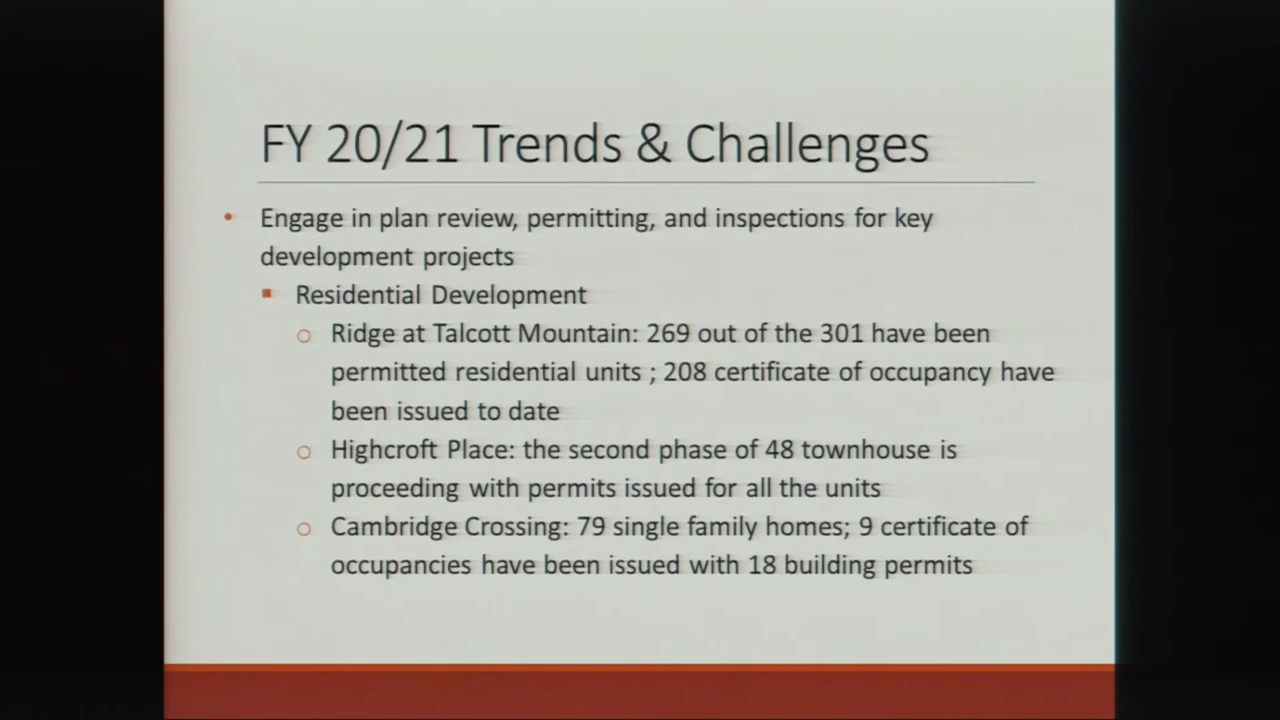 FY 20/21 Trends & Challenges
• Engage in plan review, permitting, and inspections for key
development projects
▪ Residential Development
○ Ridge at Talcott Mountain: 269 out of the 301 have been
permitted residential units ; 208 certificate of occupancy have
been issued to date
○ Highcroft Place: the second phase of 48 townhouse is
proceeding with permits issued for all the units
○ Cambridge Crossing: 79 single family homes; 9 certificate of
occupancies have been issued with 18 building permits